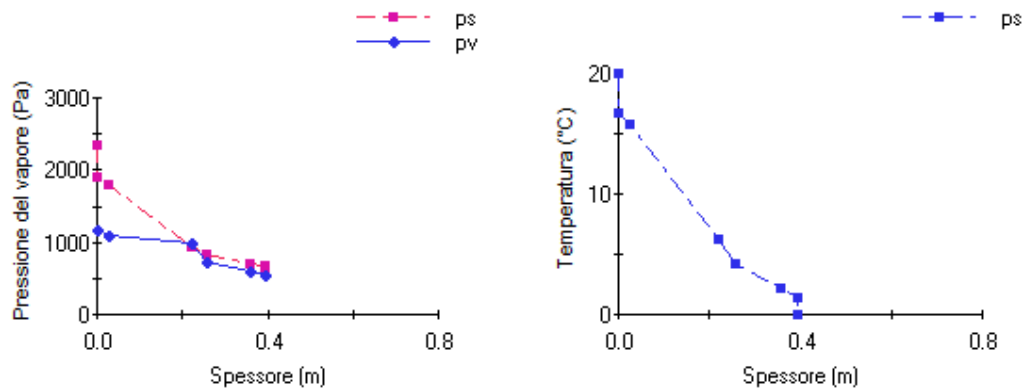 ps
pv
Pressione del vapore (Pa)
3000
2000
1000
0
0.0
0.4
0.8
Spessore (m)
ps
Temperatura (°C)
20
10
0
0.0
0.4
0.8
Spessore (m)